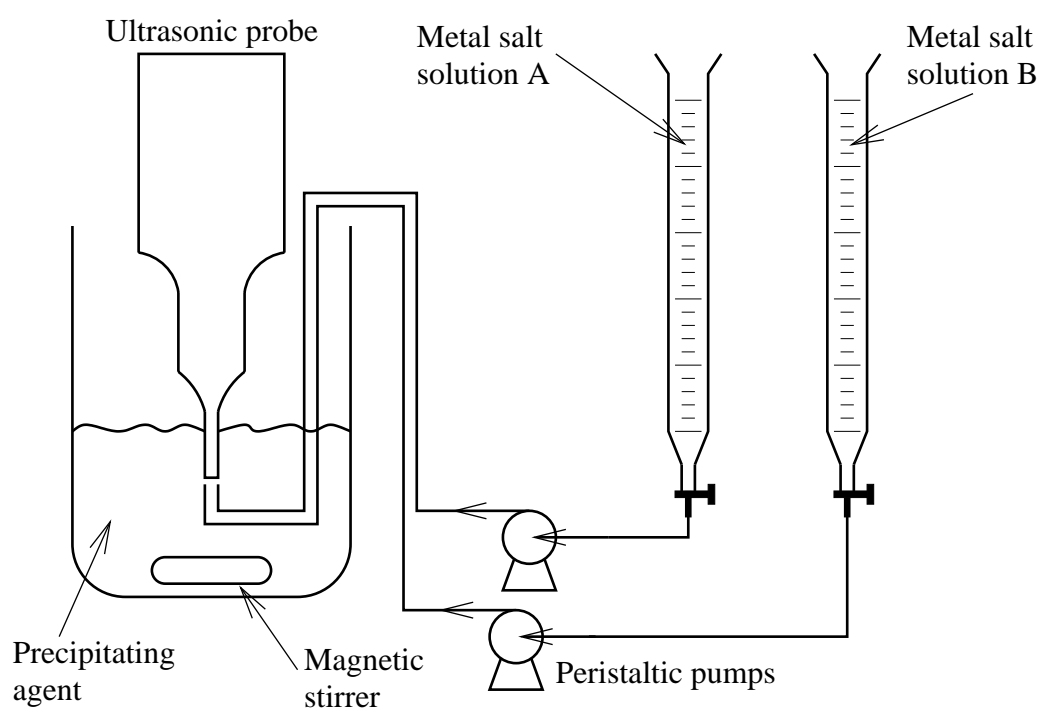 Ultrasonic probe
Metal salt
solution A
Metal salt
solution B
Precipitating
agent
Magnetic
stirrer
Peristaltic pumps